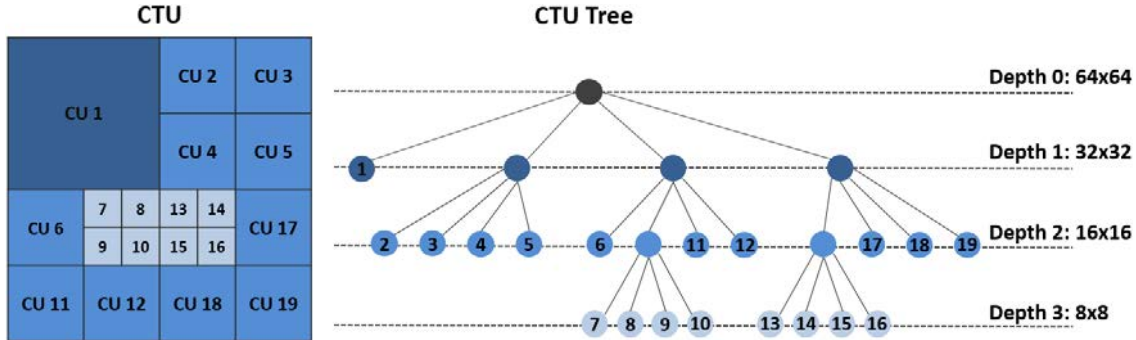 CTU
CU 1
CU 2
CU 3
CU 4
CU 5
CU 6
7
8
13
14
9
10
15
16
CU 17
CU 11
CU 12
CU 18
CU 19
CTU Tree
Depth 0: 64x64
1
Depth 1: 32x32
2
3
4
5
6
11
12
17
18
19
Depth 2: 16x16
7
8
9
10
13
14
15
16
Depth 3: 8x8